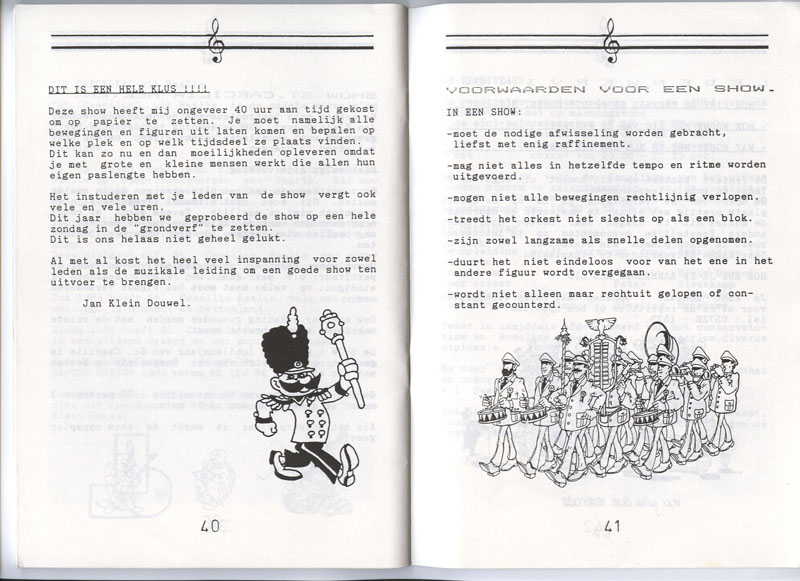 DIT IS EEN HELE KLUS !!!!
Deze show heeft mij ongeveer 40 uur aan tijd gekost
om op papier te zetten. Je moet namelijk alle
bewegingen en figuren uit laten komen en bepalen op
welke plek en op welk tijdsdeel ze plaats vinden.
Dit kan zo nu en dan moeilijkheden opleveren omdat
je met grote en kleine mensen werkt die allen hun
eigen paslengte hebben.
Het instuderen met je leden van de show vergt ook
vele en vele uren.
Dit jaar hebben we geprobeerd de show op een hele
zondag in de "grondverf" te zetten.
Dit is ons helaas niet geheel gelukt.
Al met al kost het heel veel inspanning voor zowel
leden als de muzikale leiding om een goede show ten
uitvoer te brengen.
Jan Klein Douwel.
40
VOORWAARDEN VOOR EEN SHOW.
IN EEN SHOW:
-moet de nodige afwisseling worden gebracht,
liefst met enig raffinement.
-mag niet alles in hetzelfde tempo en ritme worden
uitgevoerd.
-mogen niet alle bewegingen rechtlijnig verlopen.
-treedt het orkest niet slechts op als een blok.
-zijn zowel langzame als snelle delen opgenomen.
-duurt het niet eindeloos voor van het ene in het
andere figuur wordt overgegaan.
-wordt niet alleen maar rechtuit gelopen of con-
stant gecounterd.
41